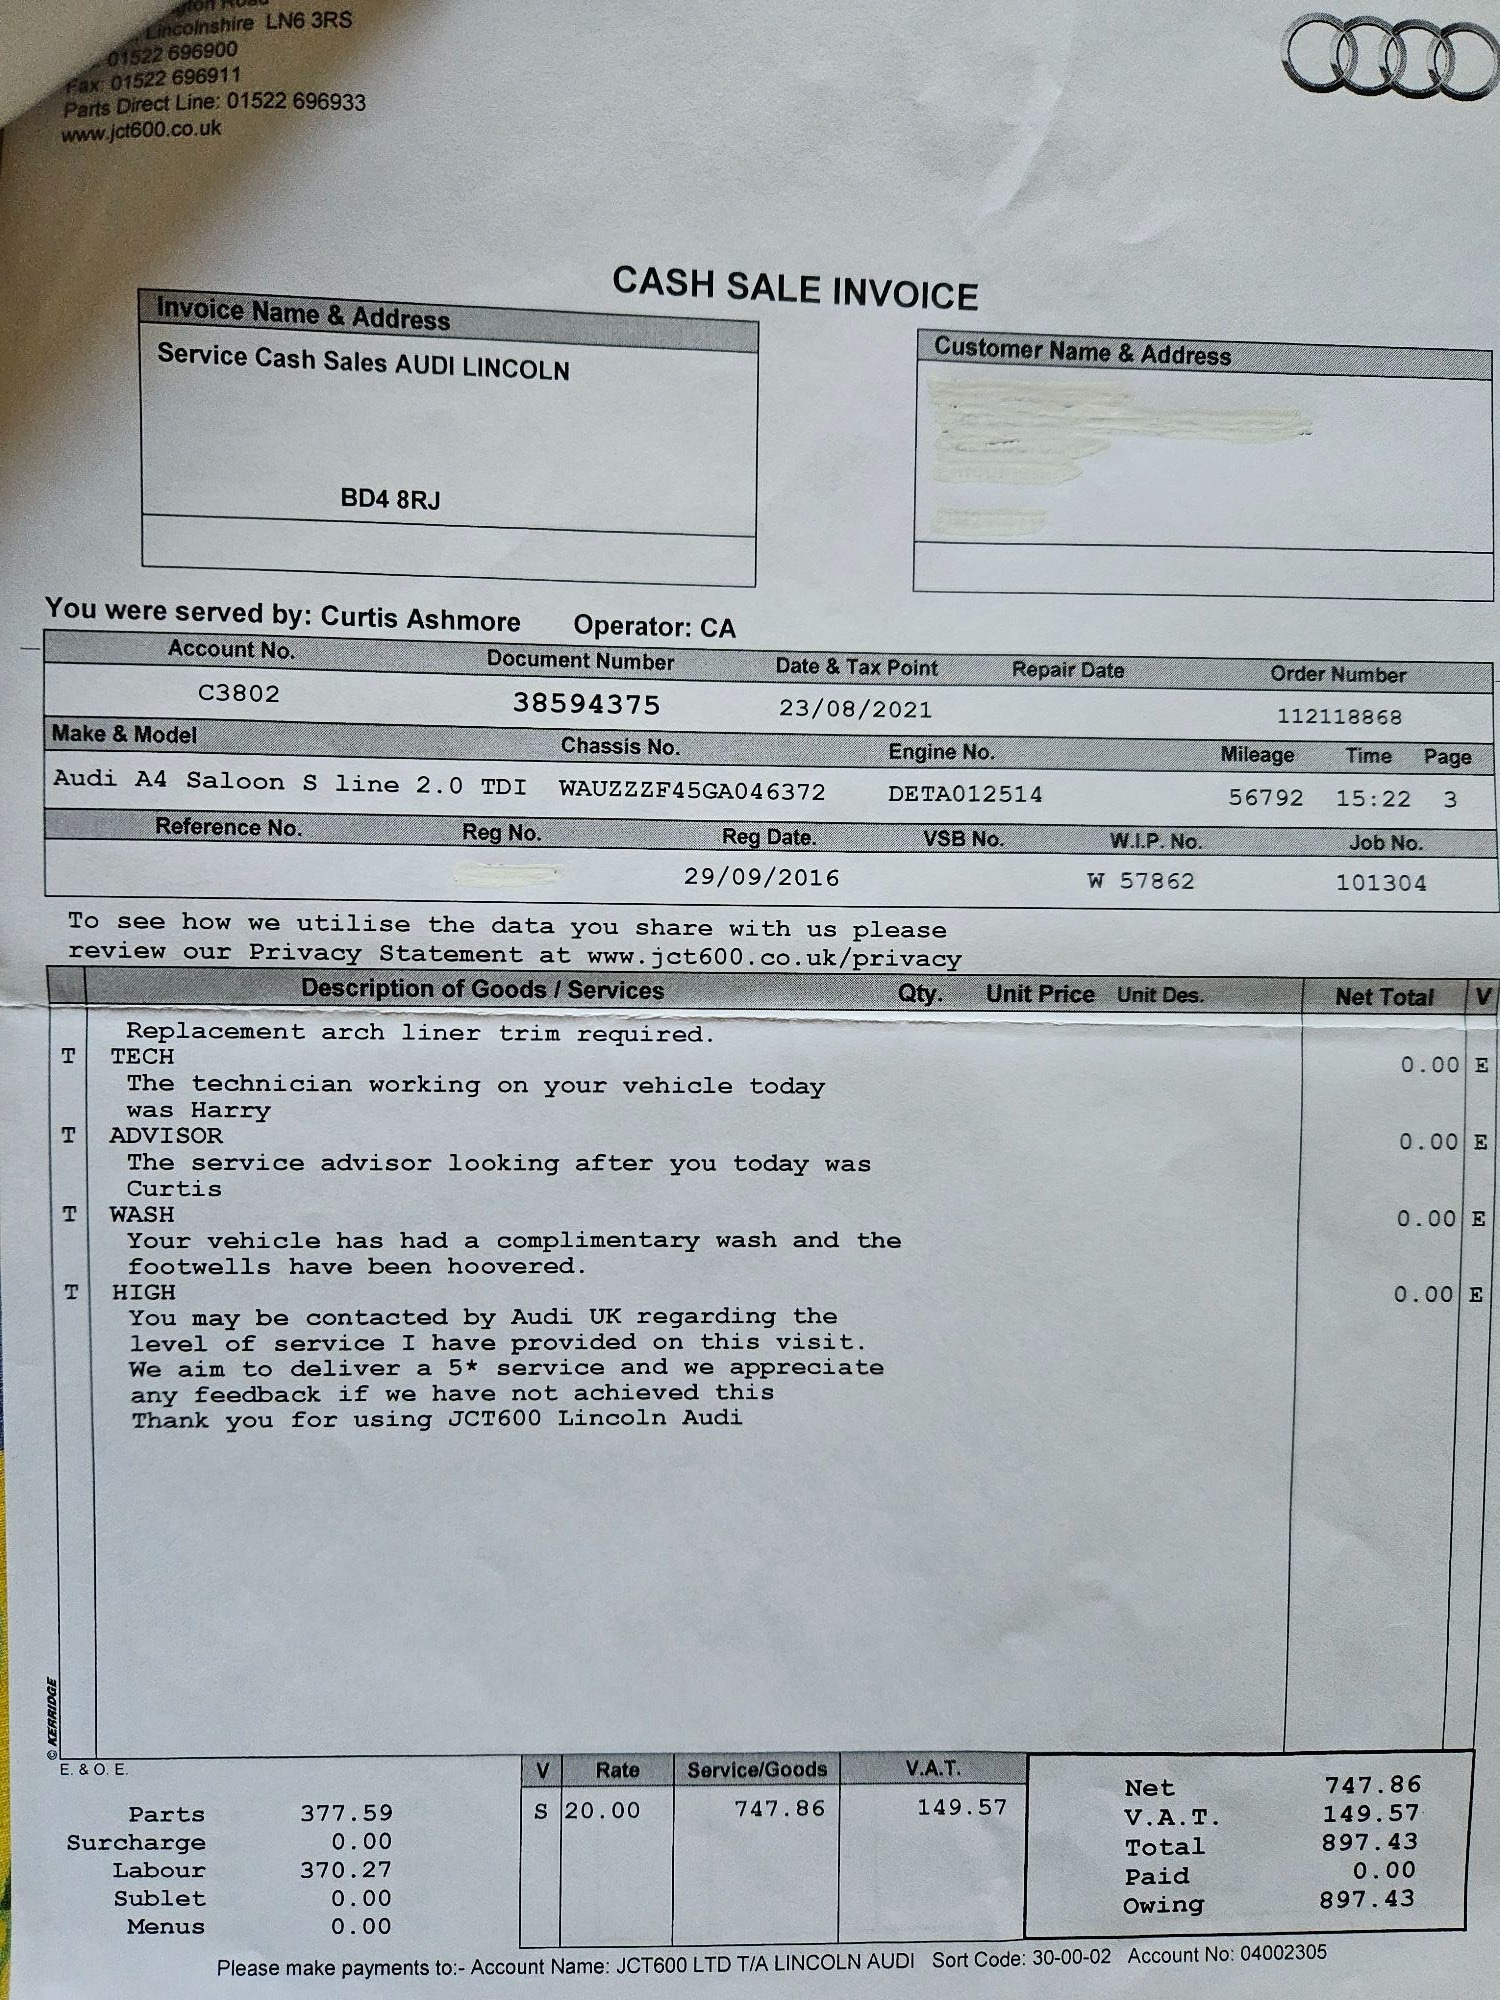 Lincolnshire LN6 3RS
01522 696900
Fax: 01522 696911
Parts Direct Line: 01522 696933
www.jct600.co.uk
CASH SALE INVOICE
Invoice Name & Address
Service Cash Sales AUDI LINCOLN
BD4 8RJ
Customer Name & Address
You were served by: Curtis Ashmore Operator: CA
Account No. Document Number Date & Tax Point Repair Date Order Number
C3802 38594375 23/08/2021 112118868
Make & Model Chassis No. Engine No. Mileage Time Page
Audi A4 Saloon S line 2.0 TDI WAUZZZF45GA046372 DETA012514 56792 15:22 3
Reference No. Reg No. Reg Date. VSB No. W.I.P. No. Job No.
29/09/2016 W 57862 101304
To see how we utilise the data you share with us please
review our Privacy Statement at www.jct600.co.uk/privacy
Description of Goods / Services Qty. Unit Price Unit Des. Net Total V
Replacement arch liner trim required.
T TECH 0.00 E
The technician working on your vehicle today
was Harry
T ADVISOR 0.00 E
The service advisor looking after you today was
Curtis
T WASH 0.00 E
Your vehicle has had a complimentary wash and the
footwells have been hoovered.
T HIGH 0.00 E
You may be contacted by Audi UK regarding the
level of service I have provided on this visit.
We aim to deliver a 5* service and we appreciate
any feedback if we have not achieved this
Thank you for using JCT600 Lincoln Audi
© KERRIDGE
E. & O. E.
V Rate Service/Goods V.A.T.
S 20.00 747.86 149.57
Parts 377.59
Surcharge 0.00
Labour 370.27
Sublet 0.00
Menus 0.00
Net 747.86
V.A.T. 149.57
Total 897.43
Paid 0.00
Owing 897.43
Please make payments to:- Account Name: JCT600 LTD T/A LINCOLN AUDI Sort Code: 30-00-02 Account No: 04002305